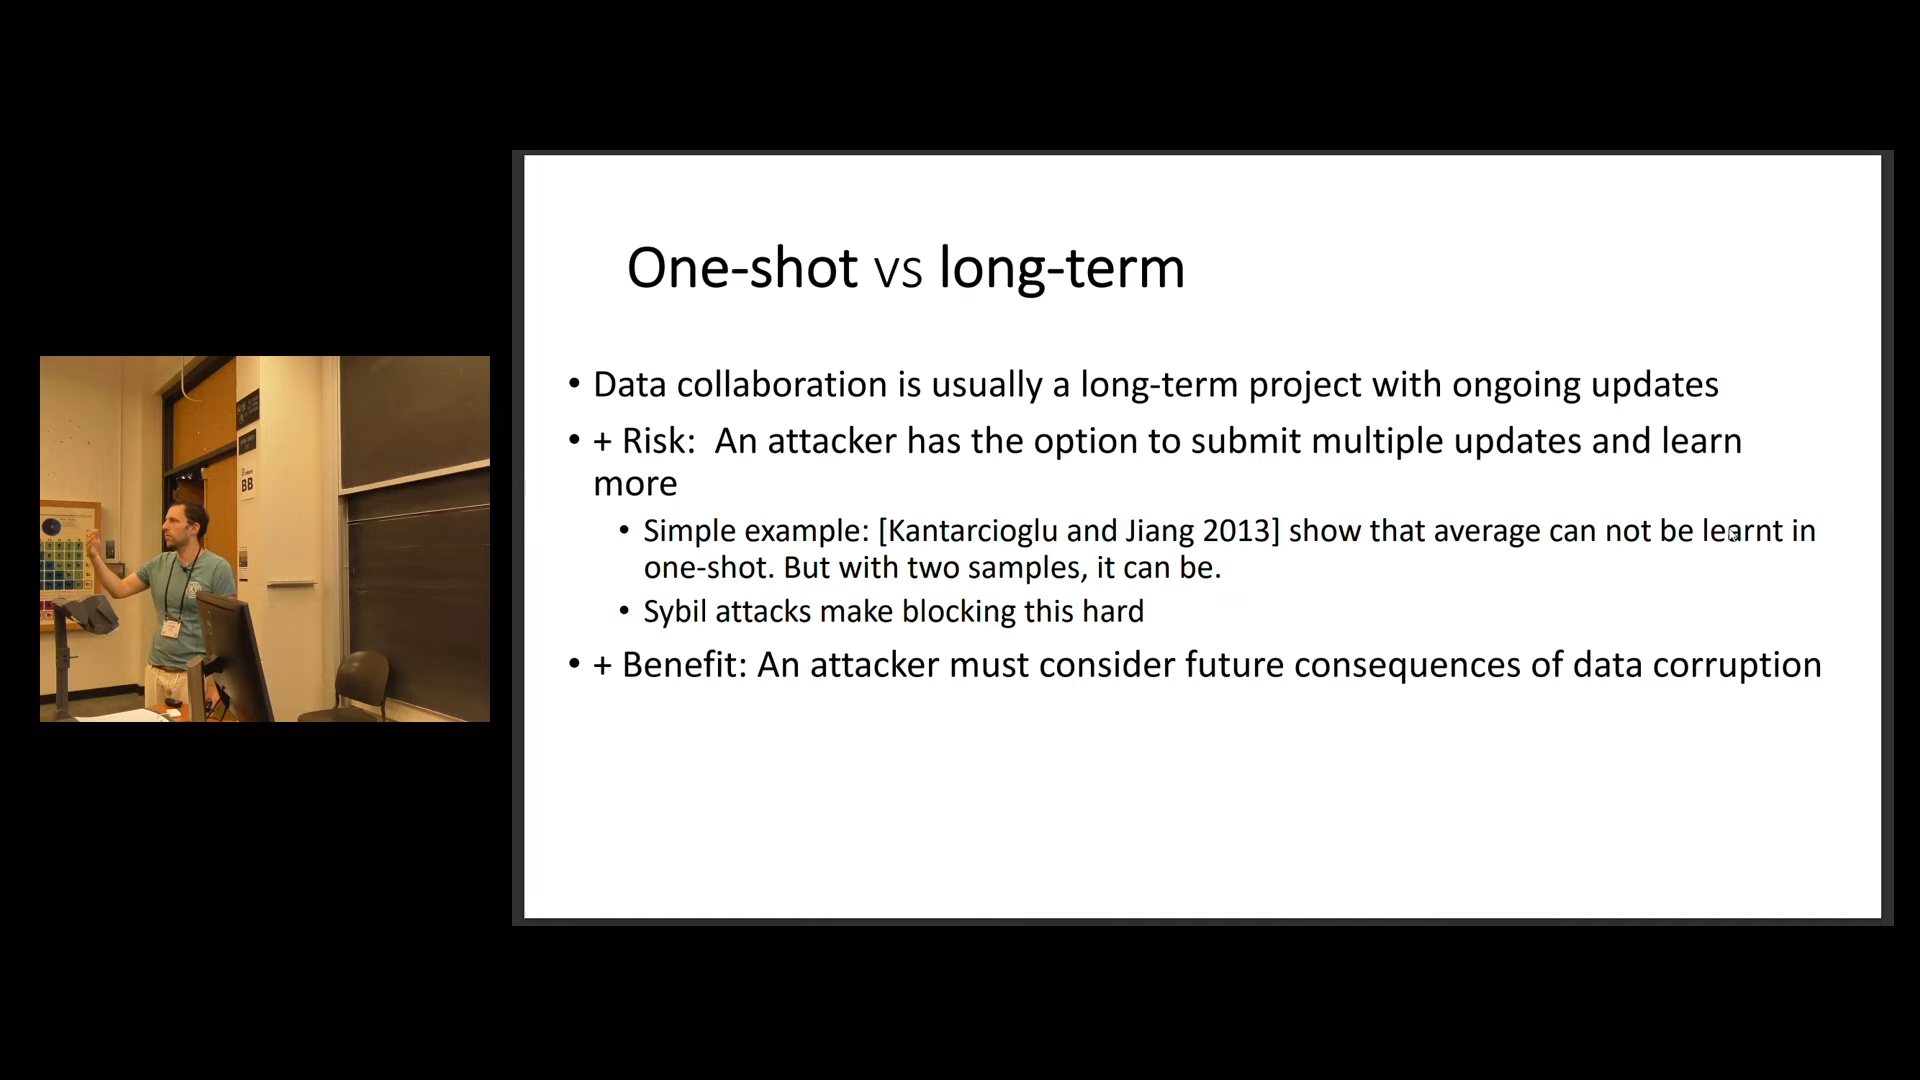 One-shot vs long-term
• Data collaboration is usually a long-term project with ongoing updates
• + Risk:  An attacker has the option to submit multiple updates and learn
more
• Simple example: [Kantarcioglu and Jiang 2013] show that average can not be learnt in
one-shot. But with two samples, it can be.
• Sybil attacks make blocking this hard
• + Benefit: An attacker must consider future consequences of data corruption
BB